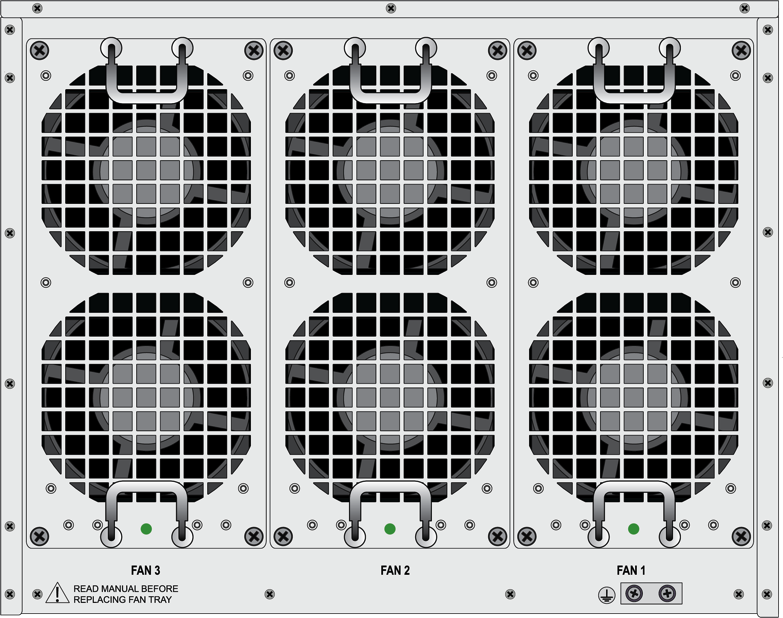 FAN 3
FAN 2
FAN 1
READ MANUAL BEFORE
REPLACING FAN TRAY